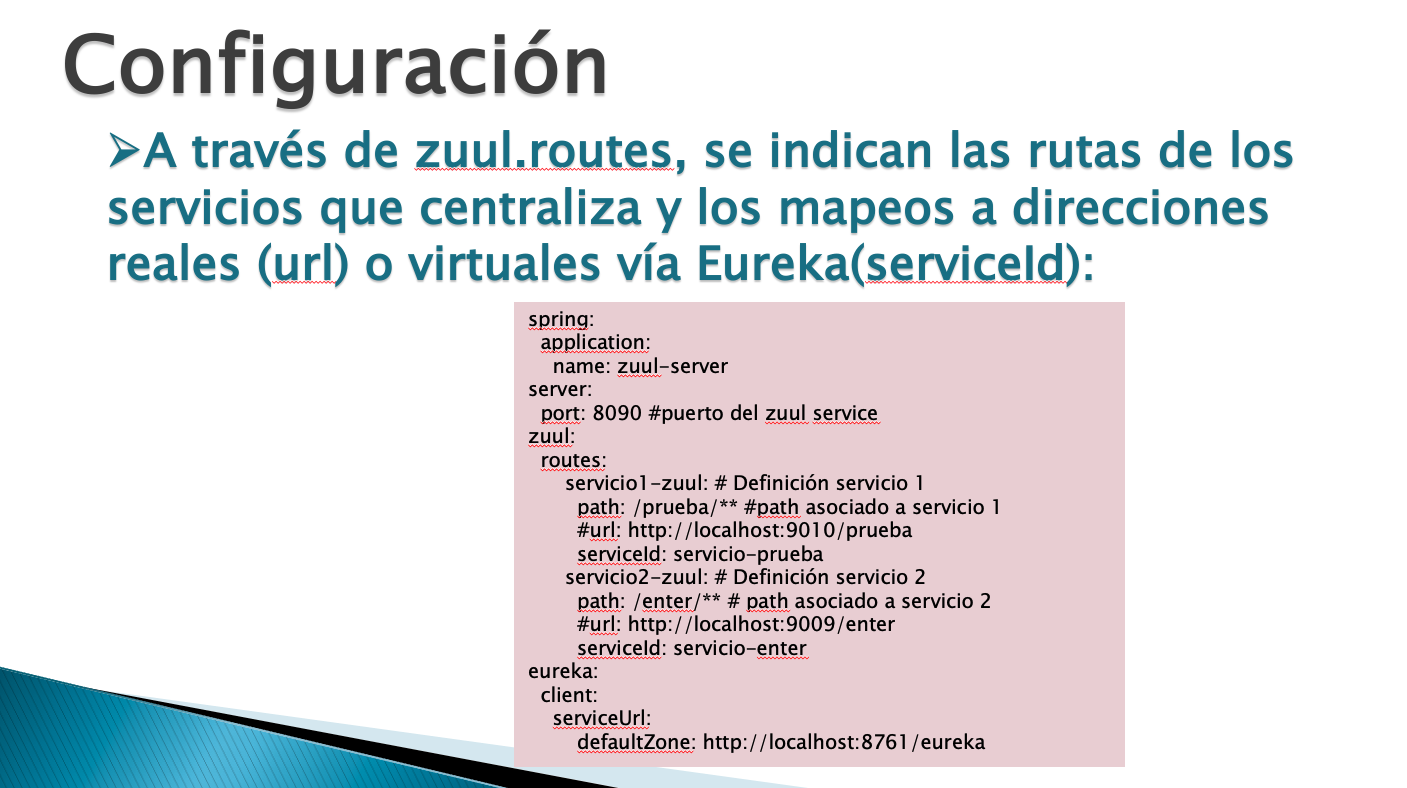 Configuración
➢A través de zuul.routes, se indican las rutas de los
servicios que centraliza y los mapeos a direcciones
reales (url) o virtuales vía Eureka(serviceId):
spring:
  application:
    name: zuul-server
server:
  port: 8090 #puerto del zuul service
zuul:
  routes:
      servicio1-zuul: # Definición servicio 1
        path: /prueba/** #path asociado a servicio 1
        #url: http://localhost:9010/prueba
        serviceId: servicio-prueba
      servicio2-zuul: # Definición servicio 2
        path: /enter/** # path asociado a servicio 2
        #url: http://localhost:9009/enter
        serviceId: servicio-enter
eureka:
  client:
    serviceUrl:
        defaultZone: http://localhost:8761/eureka